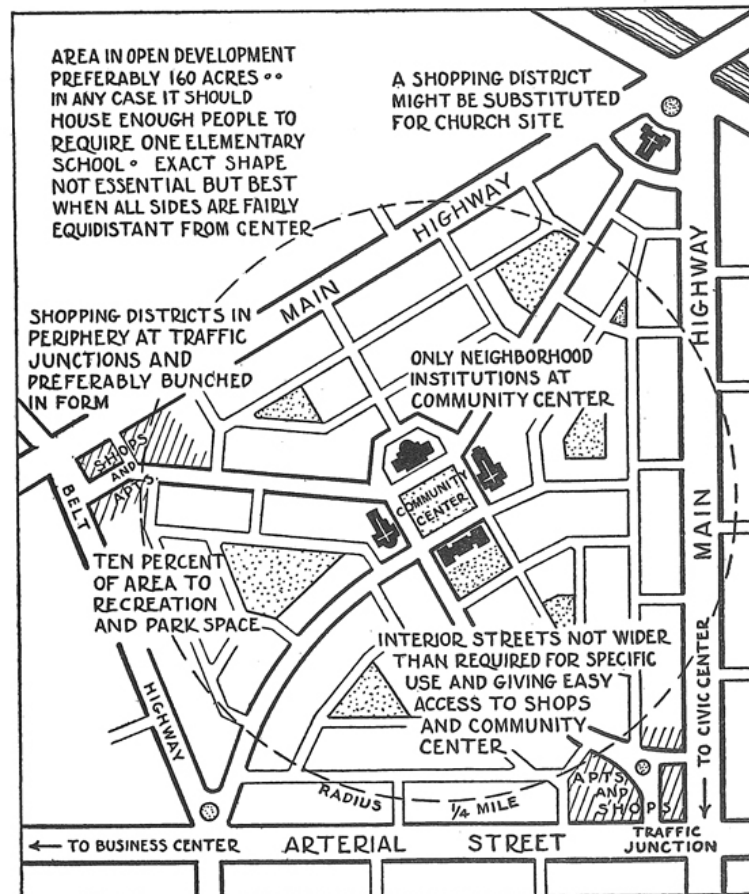 AREA IN OPEN DEVELOPMENT
PREFERABLY 160 ACRES • •
IN ANY CASE IT SHOULD
HOUSE ENOUGH PEOPLE TO
REQUIRE ONE ELEMENTARY
SCHOOL • EXACT SHAPE
NOT ESSENTIAL BUT BEST
WHEN ALL SIDES ARE FAIRLY
EQUIDISTANT FROM CENTER
A SHOPPING DISTRICT
MIGHT BE SUBSTITUTED
FOR CHURCH SITE
MAIN HIGHWAY
HIGHWAY
MAIN
SHOPPING DISTRICTS IN
PERIPHERY AT TRAFFIC
JUNCTIONS AND
PREFERABLY BUNCHED
IN FORM
ONLY NEIGHBORHOOD
INSTITUTIONS AT
COMMUNITY CENTER
SHOPS
AND
APTS
BELT
HIGHWAY
COMMUNITY
CENTER
TEN PERCENT
OF AREA TO
RECREATION
AND PARK SPACE
INTERIOR STREETS NOT WIDER
THAN REQUIRED FOR SPECIFIC
USE AND GIVING EASY
ACCESS TO SHOPS
AND COMMUNITY
CENTER
→ TO CIVIC CENTER
APTS
AND
SHOPS
RADIUS 1/4 MILE
TRAFFIC
JUNCTION
← TO BUSINESS CENTER ARTERIAL STREET